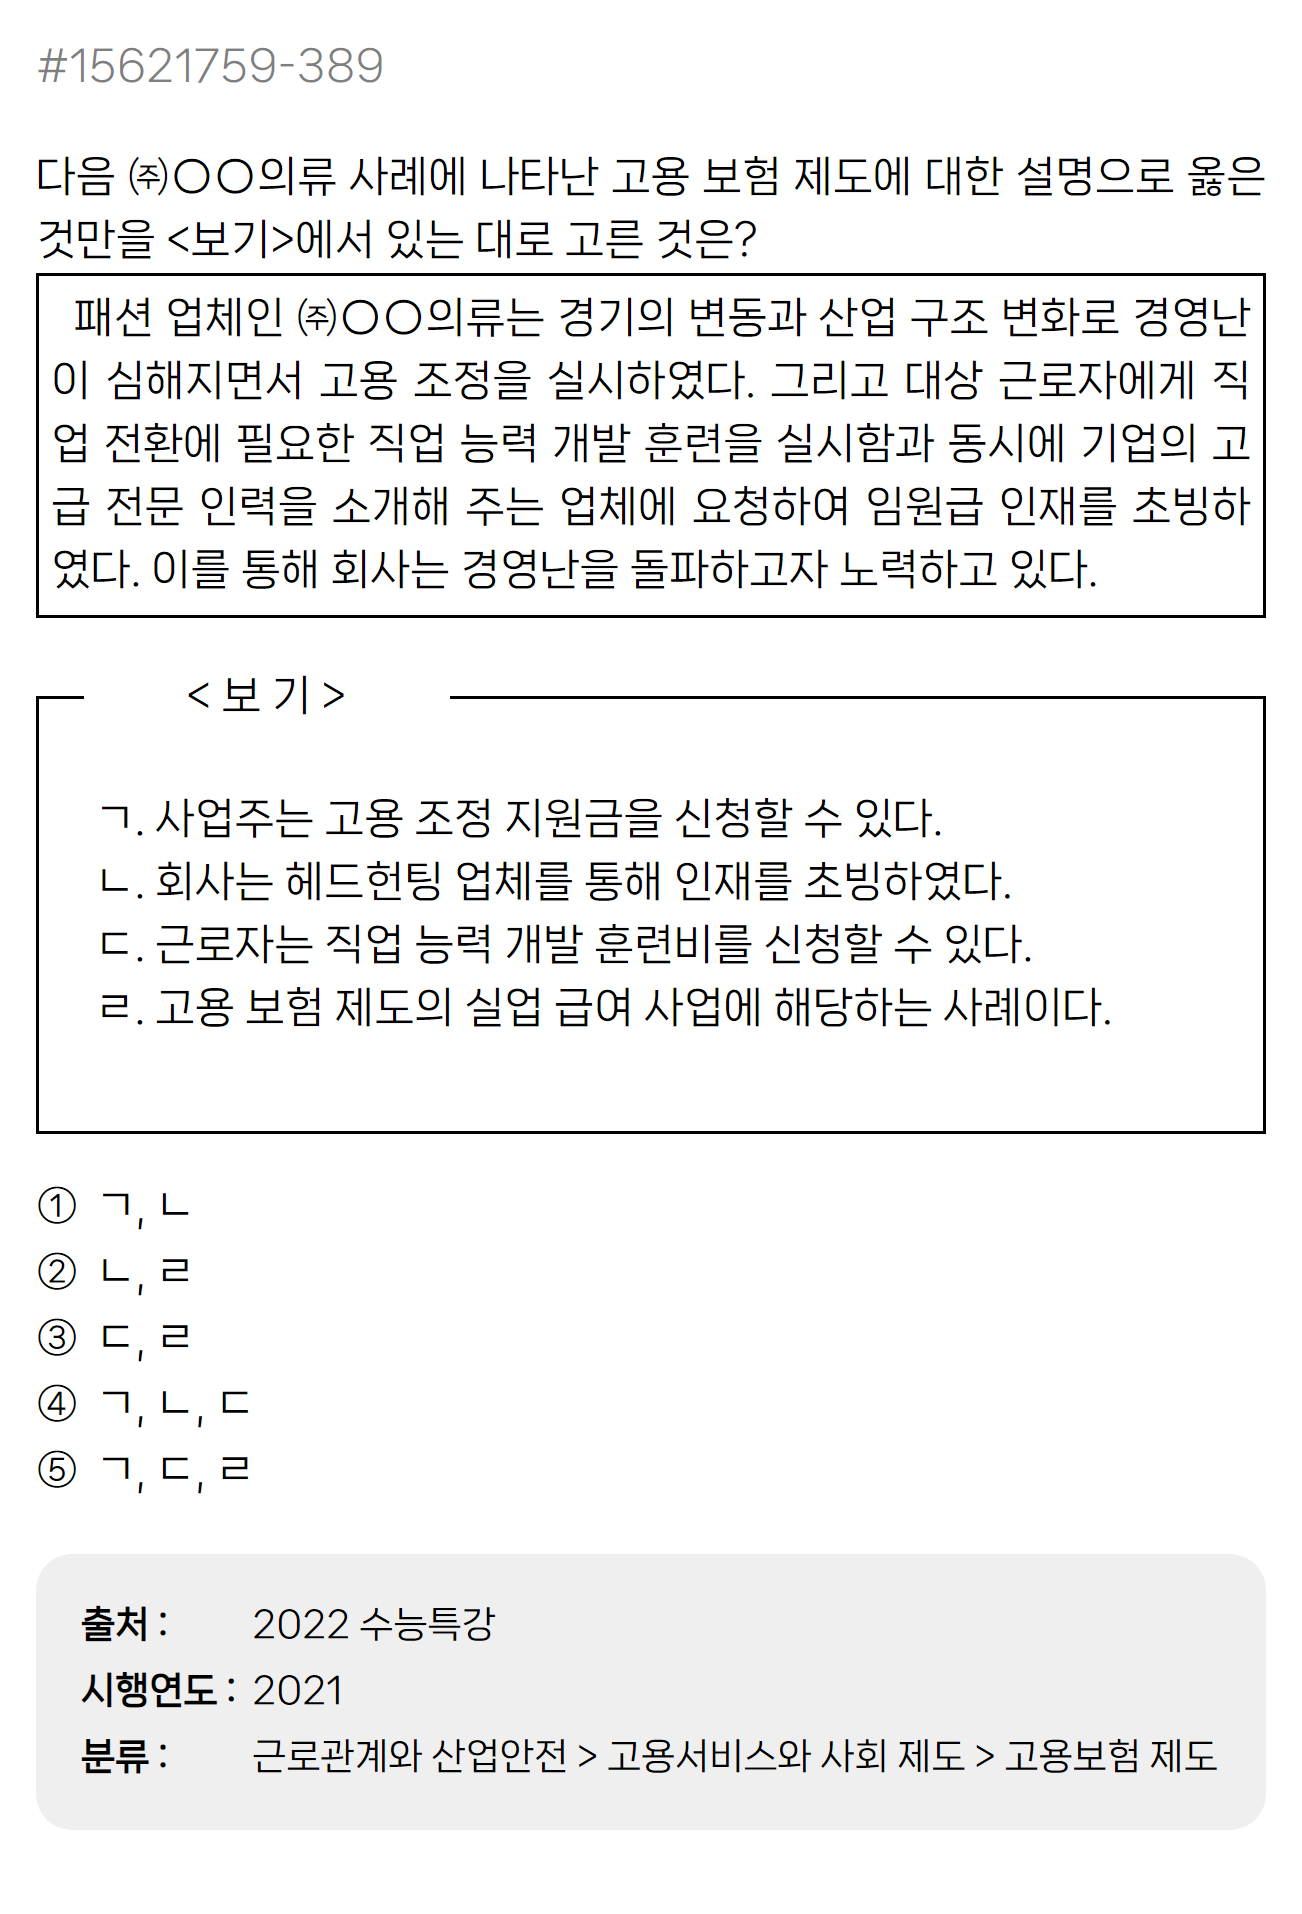 #15621759-389
다음 ㈜〇〇의류 사례에 나타난 고용 보험 제도에 대한 설명으로 옳은
것만을 <보기>에서 있는 대로 고른 것은?
패션 업체인 ㈜〇〇의류는 경기의 변동과 산업 구조 변화로 경영난
이 심해지면서 고용 조정을 실시하였다. 그리고 대상 근로자에게 직
업 전환에 필요한 직업 능력 개발 훈련을 실시함과 동시에 기업의 고
급 전문 인력을 소개해 주는 업체에 요청하여 임원급 인재를 초빙하
였다. 이를 통해 회사는 경영난을 돌파하고자 노력하고 있다.
< 보 기 >
ㄱ. 사업주는 고용 조정 지원금을 신청할 수 있다.
ㄴ. 회사는 헤드헌팅 업체를 통해 인재를 초빙하였다.
ㄷ. 근로자는 직업 능력 개발 훈련비를 신청할 수 있다.
ㄹ. 고용 보험 제도의 실업 급여 사업에 해당하는 사례이다.
① ㄱ, ㄴ
② ㄴ, ㄹ
③ ㄷ, ㄹ
④ ㄱ, ㄴ, ㄷ
⑤ ㄱ, ㄷ, ㄹ
출처 : 2022 수능특강
시행연도 : 2021
분류 : 근로관계와 산업안전 > 고용서비스와 사회 제도 > 고용보험 제도